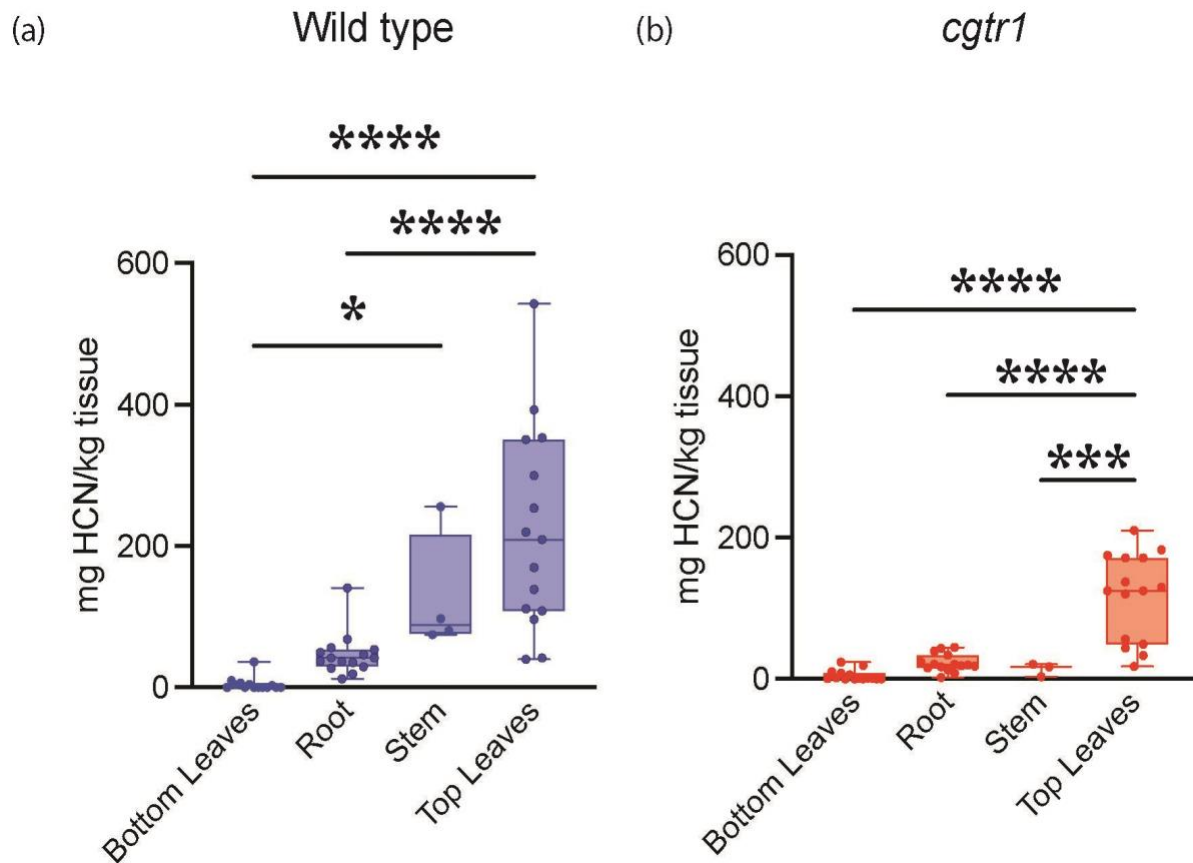 (a)
Wild type
****
****
*
mg HCN/kg tissue
600
400
200
0
Bottom Leaves
Root
Stem
Top Leaves
(b)
cgtr1
****
****
***
mg HCN/kg tissue
600
400
200
0
Bottom Leaves
Root
Stem
Top Leaves